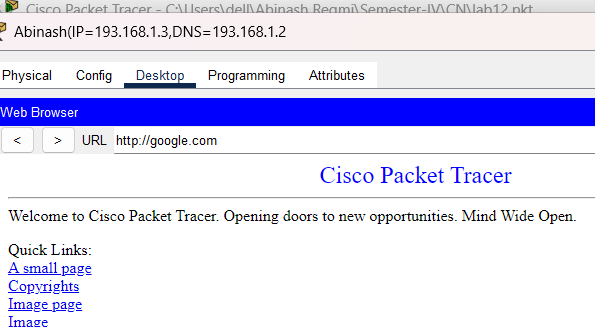 Cisco Packet Tracer - C:\Users\dell\Abinash Regmi\Semester-IV\CN\lab12.pkt
Abinash(IP=193.168.1.3,DNS=193.168.1.2
Physical Config Desktop Programming Attributes
Web Browser
< > URL http://google.com
Cisco Packet Tracer
Welcome to Cisco Packet Tracer. Opening doors to new opportunities. Mind Wide Open.
Quick Links:
A small page
Copyrights
Image page
Image